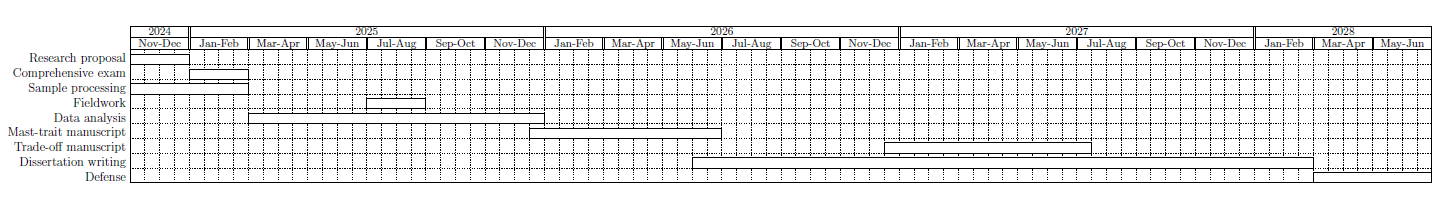 2024 2025 2026 2027 2028
Nov-Dec Jan-Feb Mar-Apr May-Jun Jul-Aug Sep-Oct Nov-Dec Jan-Feb Mar-Apr May-Jun Jul-Aug Sep-Oct Nov-Dec Jan-Feb Mar-Apr May-Jun Jul-Aug Sep-Oct Nov-Dec Jan-Feb Mar-Apr May-Jun
Research proposal
Comprehensive exam
Sample processing
Fieldwork
Data analysis
Mast-trait manuscript
Trade-off manuscript
Dissertation writing
Defense